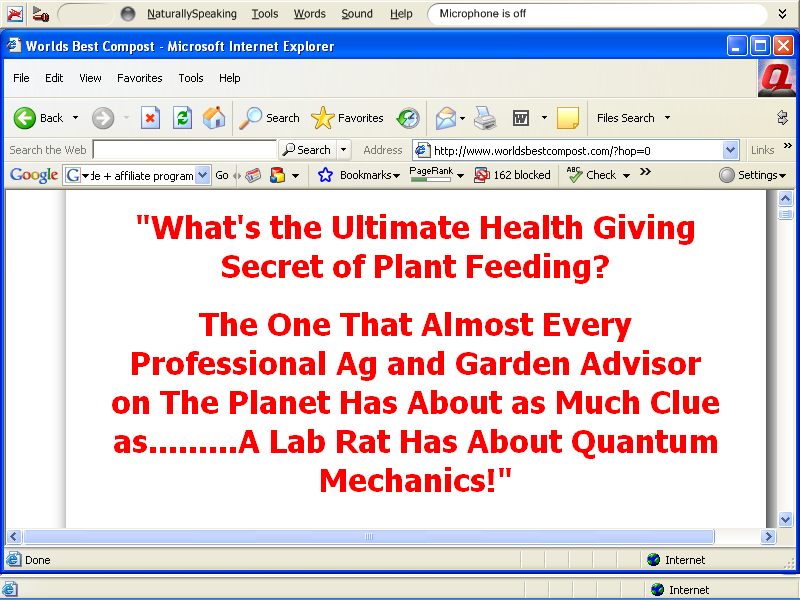 NaturallySpeaking Tools Words Sound Help Microphone is off
Worlds Best Compost - Microsoft Internet Explorer
File Edit View Favorites Tools Help
Back Search Favorites Files Search
Search the Web Search Address http://www.worldsbestcompost.com/?hop=0 Links
Google de + affiliate program Go Bookmarks PageRank 162 blocked ABC Check Settings
"What's the Ultimate Health Giving
Secret of Plant Feeding?
The One That Almost Every
Professional Ag and Garden Advisor
on The Planet Has About as Much Clue
as.........A Lab Rat Has About Quantum
Mechanics!"
Done Internet
Internet